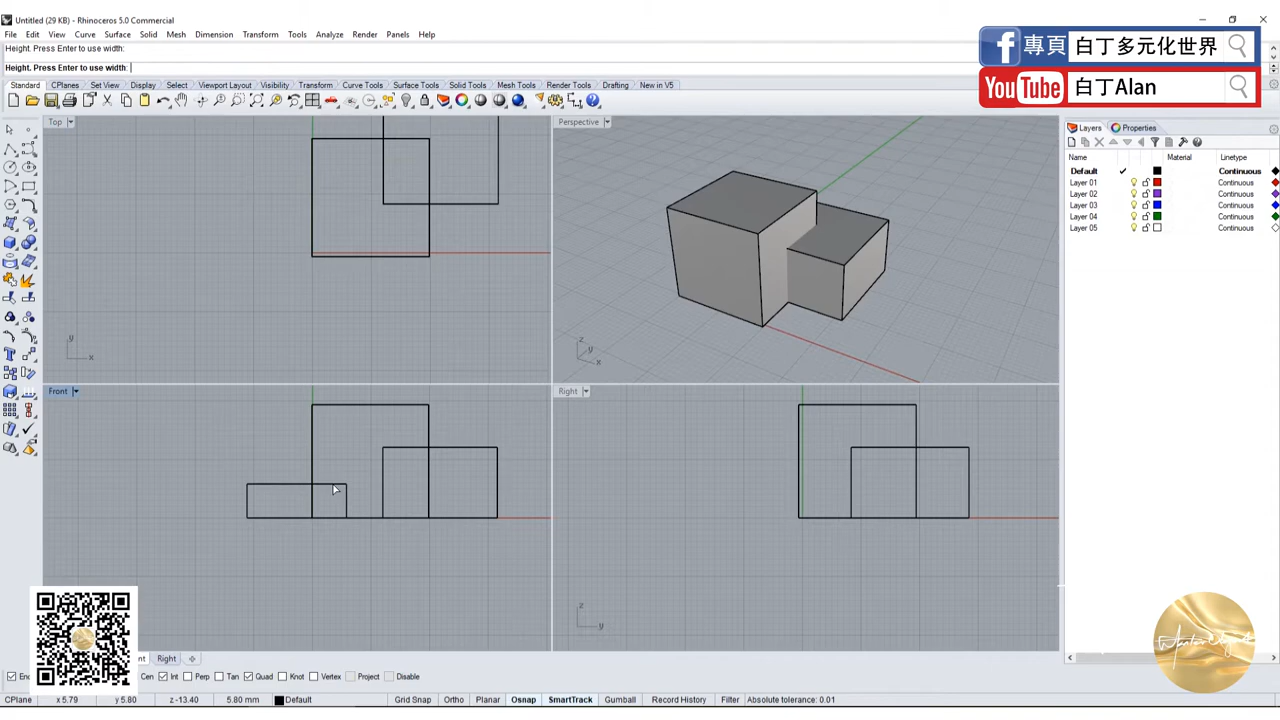 Untitled (29 KB) - Rhinoceros 5.0 Commercial
File Edit View Curve Surface Solid Mesh Dimension Transform Tools Analyze Render Panels Help
Height. Press Enter to use width:
Height. Press Enter to use width:
專頁 白丁多元化世界
YouTube 白丁Alan
Standard CPlanes Set View Display Select Viewport Layout Visibility Transform Curve Tools Surface Tools Solid Tools Mesh Tools Render Tools Drafting New in V5
Top
Perspective
Layers Properties
Name Material Linetype
Default Continuous
Layer 01 Continuous
Layer 02 Continuous
Layer 03 Continuous
Layer 04 Continuous
Layer 05 Continuous
y
x
z
y
x
Front
Right
z
y
Right
Cen Int Perp Tan Quad Knot Vertex Project Disable
CPlane x 5.79 y 5.80 z -13.40 5.80 mm Default Grid Snap Ortho Planar Osnap SmartTrack Gumball Record History Filter Absolute tolerance: 0.01